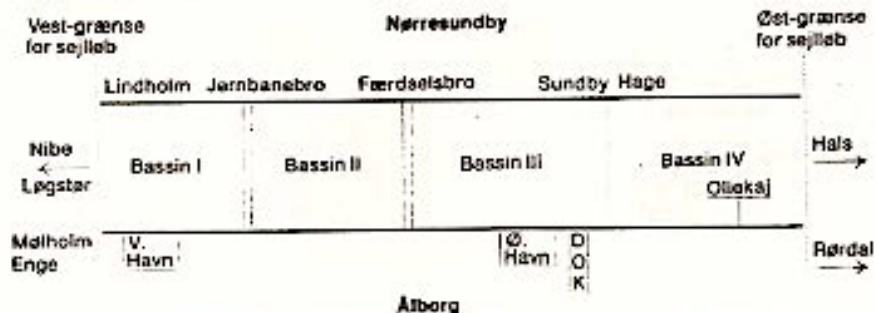 Vest-grænse
for sejlløb
Nørresundby
Øst-grænse
for sejlløb
Lindholm Jernbanebro Færdselsbro Sundby Hage
Nibe
Løgstør
Bassin I
Bassin II
Bassin III
Bassin IV
Oliekaj
Hals
Mølholm
Enge
V.
Havn
Ø.
Havn
D
O
K
Rørdal
Ålborg